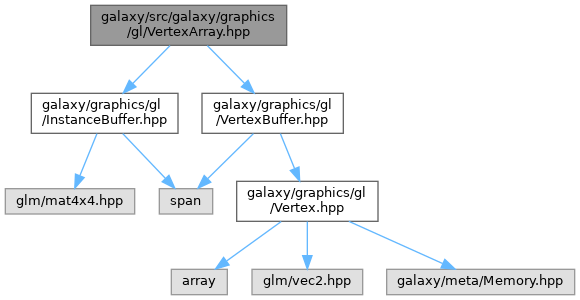 galaxy/src/galaxy/graphics
/gl/VertexArray.hpp
galaxy/graphics/gl
/InstanceBuffer.hpp
galaxy/graphics/gl
/VertexBuffer.hpp
glm/mat4x4.hpp
span
galaxy/graphics/gl
/Vertex.hpp
array
glm/vec2.hpp
galaxy/meta/Memory.hpp